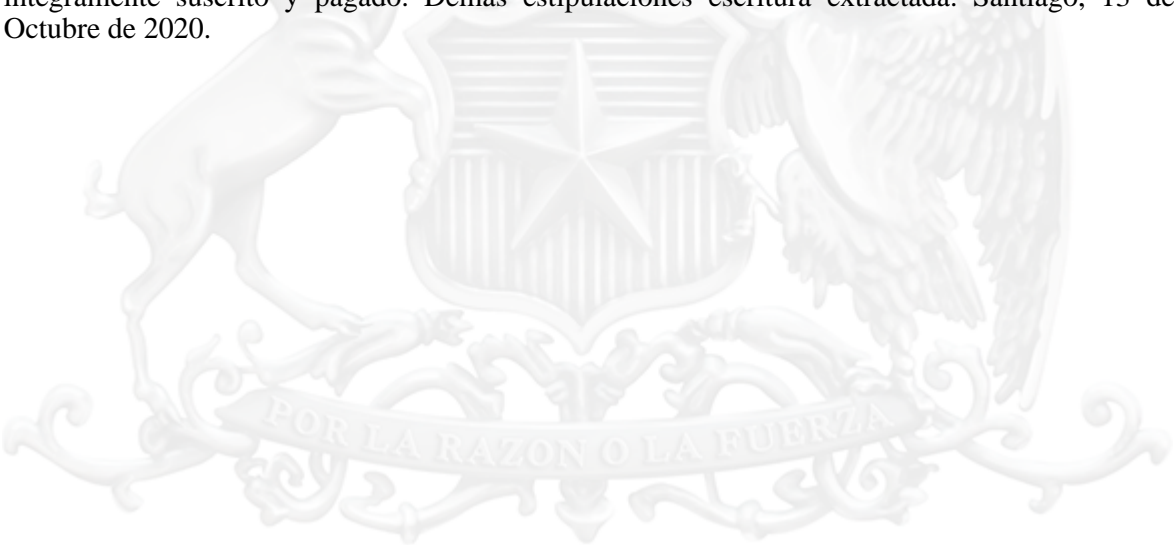 íntegramente suscrito y pagado. Demás estipulaciones escritura extractada. Santiago, 13 de
Octubre de 2020.
POR LA RAZON O LA FUERZA